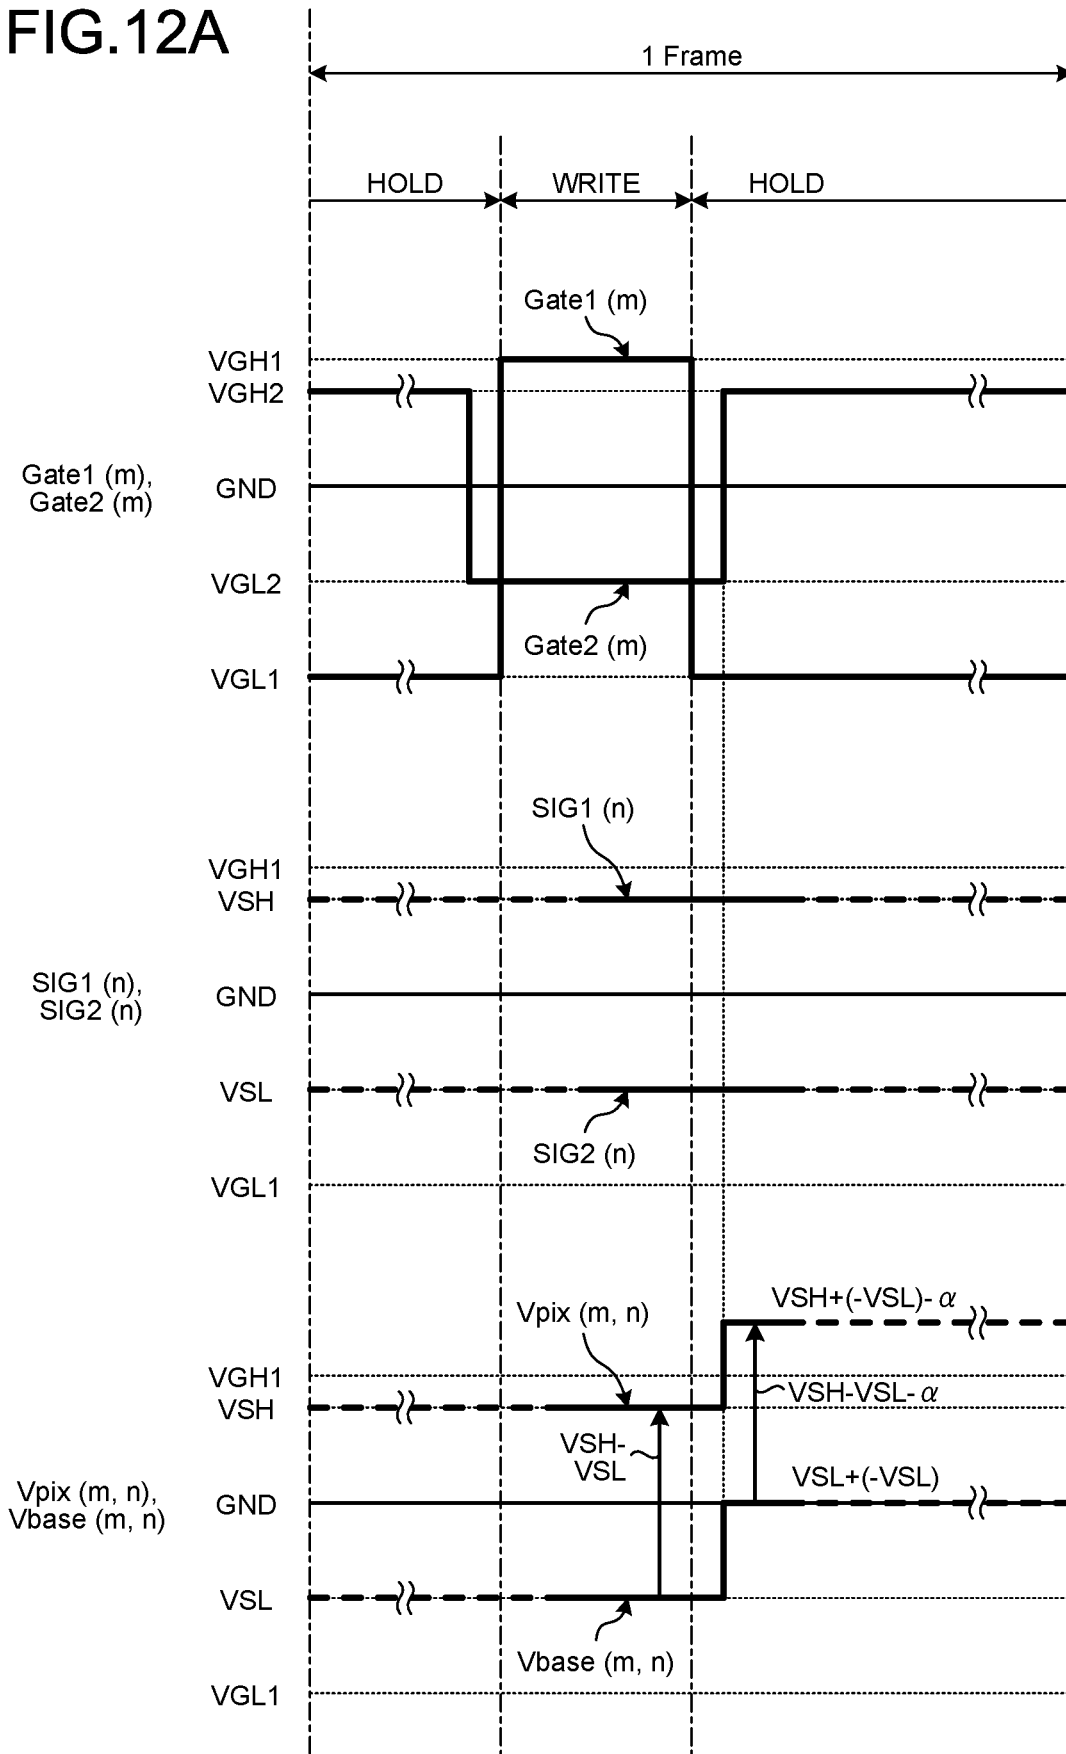 FIG.12A
1 Frame
HOLD
WRITE
HOLD
Gate1 (m)
VGH1
VGH2
Gate1 (m),
Gate2 (m)
GND
VGL2
Gate2 (m)
VGL1
SIG1 (n)
VGH1
VSH
SIG1 (n),
SIG2 (n)
GND
VSL
SIG2 (n)
VGL1
VSH+(-VSL)-α
Vpix (m, n)
VGH1
VSH-VSL-α
VSH
VSH-
VSL
VSL+(-VSL)
Vpix (m, n),
Vbase (m, n)
GND
VSL
Vbase (m, n)
VGL1